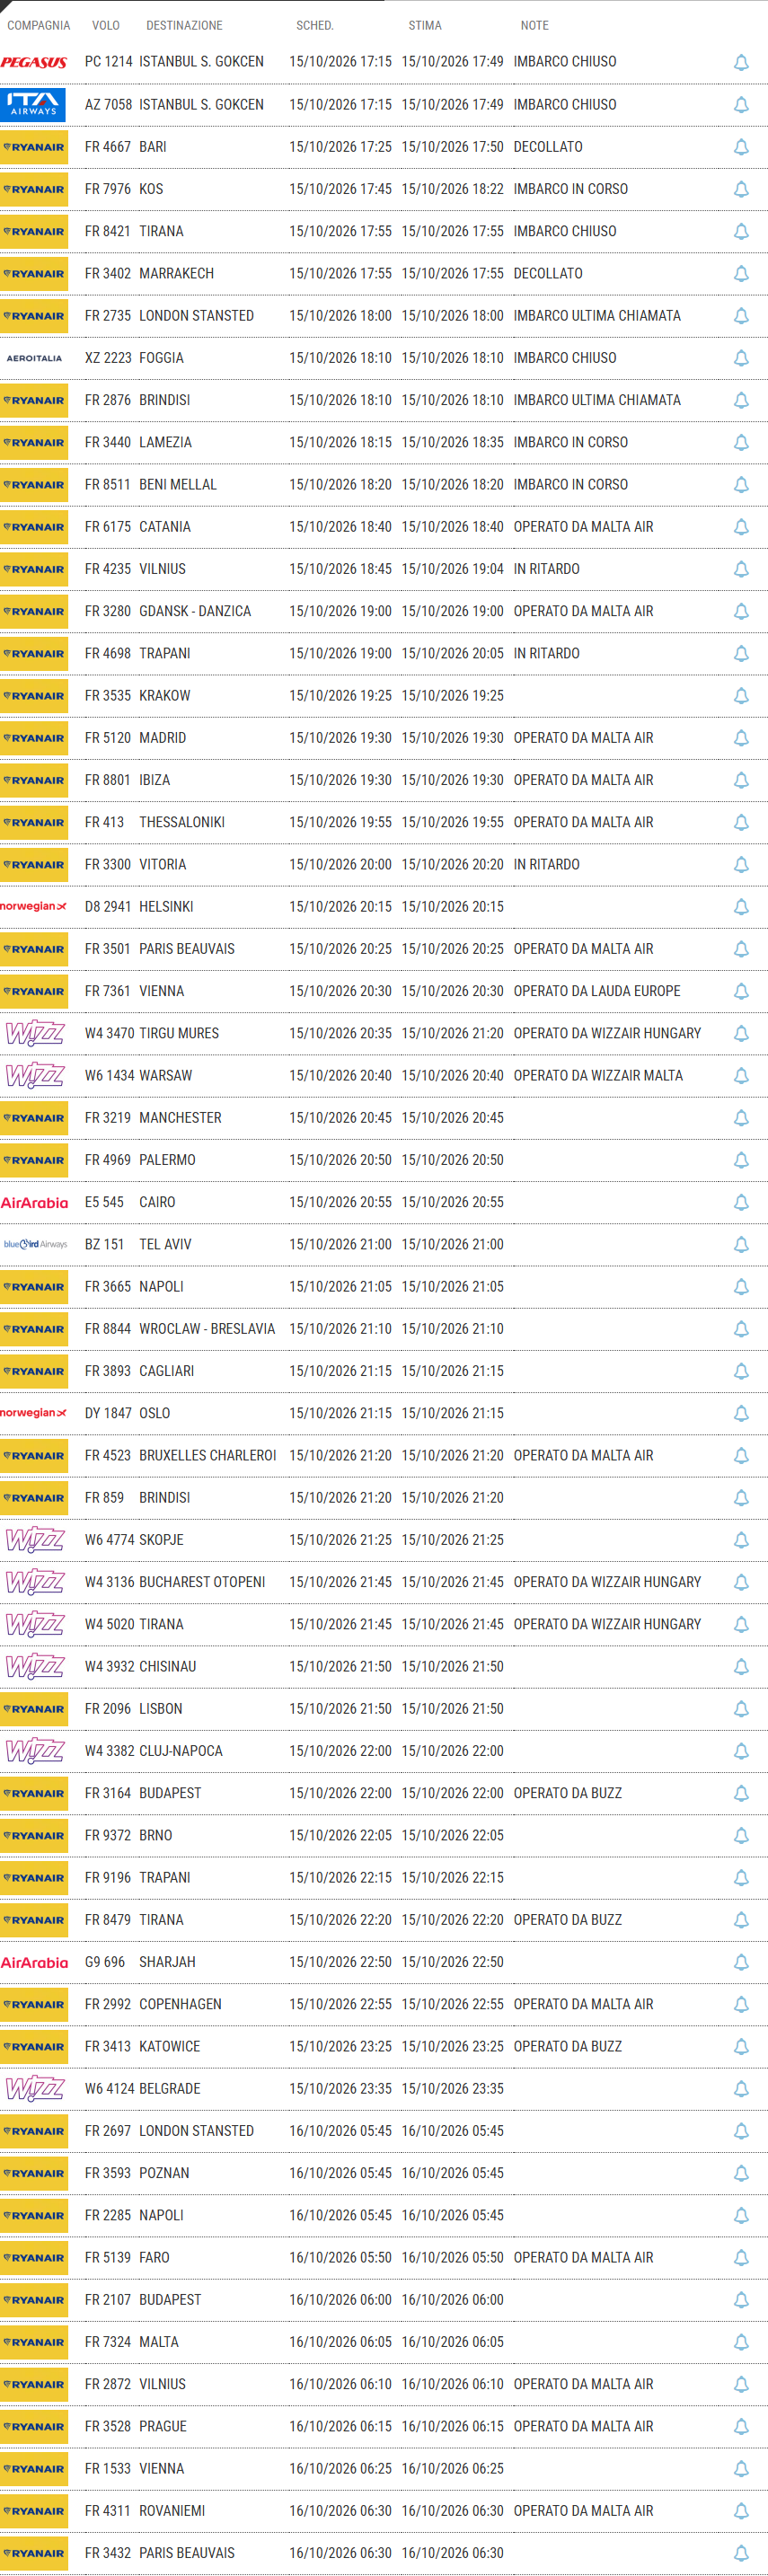 COMPAGNIA VOLO DESTINAZIONE SCHED. STIMA NOTE
PEGASUS PC 1214 ISTANBUL S. GOKCEN 15/10/2026 17:15 15/10/2026 17:49 IMBARCO CHIUSO
ITA AIRWAYS AZ 7058 ISTANBUL S. GOKCEN 15/10/2026 17:15 15/10/2026 17:49 IMBARCO CHIUSO
RYANAIR FR 4667 BARI 15/10/2026 17:25 15/10/2026 17:50 DECOLLATO
RYANAIR FR 7976 KOS 15/10/2026 17:45 15/10/2026 18:22 IMBARCO IN CORSO
RYANAIR FR 8421 TIRANA 15/10/2026 17:55 15/10/2026 17:55 IMBARCO CHIUSO
RYANAIR FR 3402 MARRAKECH 15/10/2026 17:55 15/10/2026 17:55 DECOLLATO
RYANAIR FR 2735 LONDON STANSTED 15/10/2026 18:00 15/10/2026 18:00 IMBARCO ULTIMA CHIAMATA
AEROITALIA XZ 2223 FOGGIA 15/10/2026 18:10 15/10/2026 18:10 IMBARCO CHIUSO
RYANAIR FR 2876 BRINDISI 15/10/2026 18:10 15/10/2026 18:10 IMBARCO ULTIMA CHIAMATA
RYANAIR FR 3440 LAMEZIA 15/10/2026 18:15 15/10/2026 18:35 IMBARCO IN CORSO
RYANAIR FR 8511 BENI MELLAL 15/10/2026 18:20 15/10/2026 18:20 IMBARCO IN CORSO
RYANAIR FR 6175 CATANIA 15/10/2026 18:40 15/10/2026 18:40 OPERATO DA MALTA AIR
RYANAIR FR 4235 VILNIUS 15/10/2026 18:45 15/10/2026 19:04 IN RITARDO
RYANAIR FR 3280 GDANSK - DANZICA 15/10/2026 19:00 15/10/2026 19:00 OPERATO DA MALTA AIR
RYANAIR FR 4698 TRAPANI 15/10/2026 19:00 15/10/2026 20:05 IN RITARDO
RYANAIR FR 3535 KRAKOW 15/10/2026 19:25 15/10/2026 19:25
RYANAIR FR 5120 MADRID 15/10/2026 19:30 15/10/2026 19:30 OPERATO DA MALTA AIR
RYANAIR FR 8801 IBIZA 15/10/2026 19:30 15/10/2026 19:30 OPERATO DA MALTA AIR
RYANAIR FR 413 THESSALONIKI 15/10/2026 19:55 15/10/2026 19:55 OPERATO DA MALTA AIR
RYANAIR FR 3300 VITORIA 15/10/2026 20:00 15/10/2026 20:20 IN RITARDO
norwegian D8 2941 HELSINKI 15/10/2026 20:15 15/10/2026 20:15
RYANAIR FR 3501 PARIS BEAUVAIS 15/10/2026 20:25 15/10/2026 20:25 OPERATO DA MALTA AIR
RYANAIR FR 7361 VIENNA 15/10/2026 20:30 15/10/2026 20:30 OPERATO DA LAUDA EUROPE
WIZZ W4 3470 TIRGU MURES 15/10/2026 20:35 15/10/2026 21:20 OPERATO DA WIZZAIR HUNGARY
WIZZ W6 1434 WARSAW 15/10/2026 20:40 15/10/2026 20:40 OPERATO DA WIZZAIR MALTA
RYANAIR FR 3219 MANCHESTER 15/10/2026 20:45 15/10/2026 20:45
RYANAIR FR 4969 PALERMO 15/10/2026 20:50 15/10/2026 20:50
AirArabia E5 545 CAIRO 15/10/2026 20:55 15/10/2026 20:55
blueBird Airways BZ 151 TEL AVIV 15/10/2026 21:00 15/10/2026 21:00
RYANAIR FR 3665 NAPOLI 15/10/2026 21:05 15/10/2026 21:05
RYANAIR FR 8844 WROCLAW - BRESLAVIA 15/10/2026 21:10 15/10/2026 21:10
RYANAIR FR 3893 CAGLIARI 15/10/2026 21:15 15/10/2026 21:15
norwegian DY 1847 OSLO 15/10/2026 21:15 15/10/2026 21:15
RYANAIR FR 4523 BRUXELLES CHARLEROI 15/10/2026 21:20 15/10/2026 21:20 OPERATO DA MALTA AIR
RYANAIR FR 859 BRINDISI 15/10/2026 21:20 15/10/2026 21:20
WIZZ W6 4774 SKOPJE 15/10/2026 21:25 15/10/2026 21:25
WIZZ W4 3136 BUCHAREST OTOPENI 15/10/2026 21:45 15/10/2026 21:45 OPERATO DA WIZZAIR HUNGARY
WIZZ W4 5020 TIRANA 15/10/2026 21:45 15/10/2026 21:45 OPERATO DA WIZZAIR HUNGARY
WIZZ W4 3932 CHISINAU 15/10/2026 21:50 15/10/2026 21:50
RYANAIR FR 2096 LISBON 15/10/2026 21:50 15/10/2026 21:50
WIZZ W4 3382 CLUJ-NAPOCA 15/10/2026 22:00 15/10/2026 22:00
RYANAIR FR 3164 BUDAPEST 15/10/2026 22:00 15/10/2026 22:00 OPERATO DA BUZZ
RYANAIR FR 9372 BRNO 15/10/2026 22:05 15/10/2026 22:05
RYANAIR FR 9196 TRAPANI 15/10/2026 22:15 15/10/2026 22:15
RYANAIR FR 8479 TIRANA 15/10/2026 22:20 15/10/2026 22:20 OPERATO DA BUZZ
AirArabia G9 696 SHARJAH 15/10/2026 22:50 15/10/2026 22:50
RYANAIR FR 2992 COPENHAGEN 15/10/2026 22:55 15/10/2026 22:55 OPERATO DA MALTA AIR
RYANAIR FR 3413 KATOWICE 15/10/2026 23:25 15/10/2026 23:25 OPERATO DA BUZZ
WIZZ W6 4124 BELGRADE 15/10/2026 23:35 15/10/2026 23:35
RYANAIR FR 2697 LONDON STANSTED 16/10/2026 05:45 16/10/2026 05:45
RYANAIR FR 3593 POZNAN 16/10/2026 05:45 16/10/2026 05:45
RYANAIR FR 2285 NAPOLI 16/10/2026 05:45 16/10/2026 05:45
RYANAIR FR 5139 FARO 16/10/2026 05:50 16/10/2026 05:50 OPERATO DA MALTA AIR
RYANAIR FR 2107 BUDAPEST 16/10/2026 06:00 16/10/2026 06:00
RYANAIR FR 7324 MALTA 16/10/2026 06:05 16/10/2026 06:05
RYANAIR FR 2872 VILNIUS 16/10/2026 06:10 16/10/2026 06:10 OPERATO DA MALTA AIR
RYANAIR FR 3528 PRAGUE 16/10/2026 06:15 16/10/2026 06:15 OPERATO DA MALTA AIR
RYANAIR FR 1533 VIENNA 16/10/2026 06:25 16/10/2026 06:25
RYANAIR FR 4311 ROVANIEMI 16/10/2026 06:30 16/10/2026 06:30 OPERATO DA MALTA AIR
RYANAIR FR 3432 PARIS BEAUVAIS 16/10/2026 06:30 16/10/2026 06:30